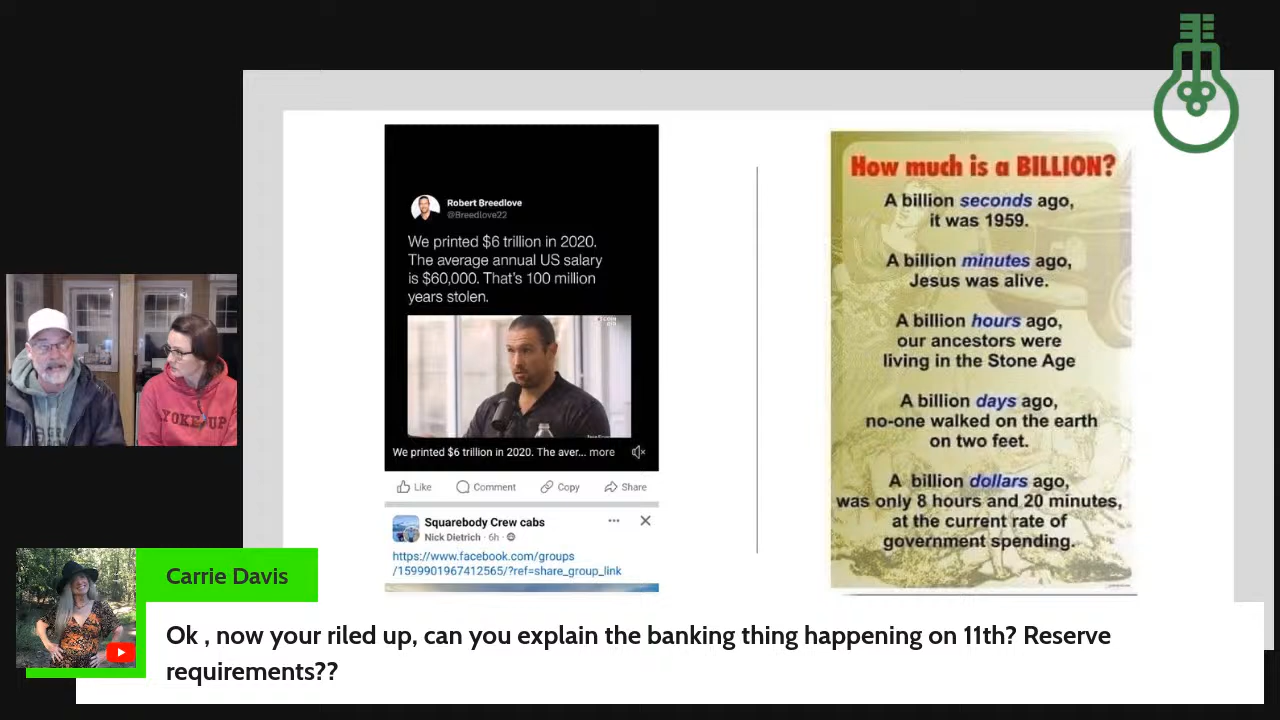 Robert Breedlove
@Breedlove22
We printed $6 trillion in 2020.
The average annual US salary
is $60,000. That's 100 million
years stolen.
We printed $6 trillion in 2020. The aver... more
Like
Comment
Copy
Share
Squarebody Crew cabs
Nick Dietrich · 6h ·
https://www.facebook.com/groups
/1599901967412565/?ref=share_group_link
How much is a BILLION?
A billion seconds ago,
it was 1959.
A billion minutes ago,
Jesus was alive.
A billion hours ago,
our ancestors were
living in the Stone Age
A billion days ago,
no-one walked on the earth
on two feet.
A billion dollars ago,
was only 8 hours and 20 minutes,
at the current rate of
government spending.
YOKE UP
Carrie Davis
Ok , now your riled up, can you explain the banking thing happening on 11th? Reserve
requirements??